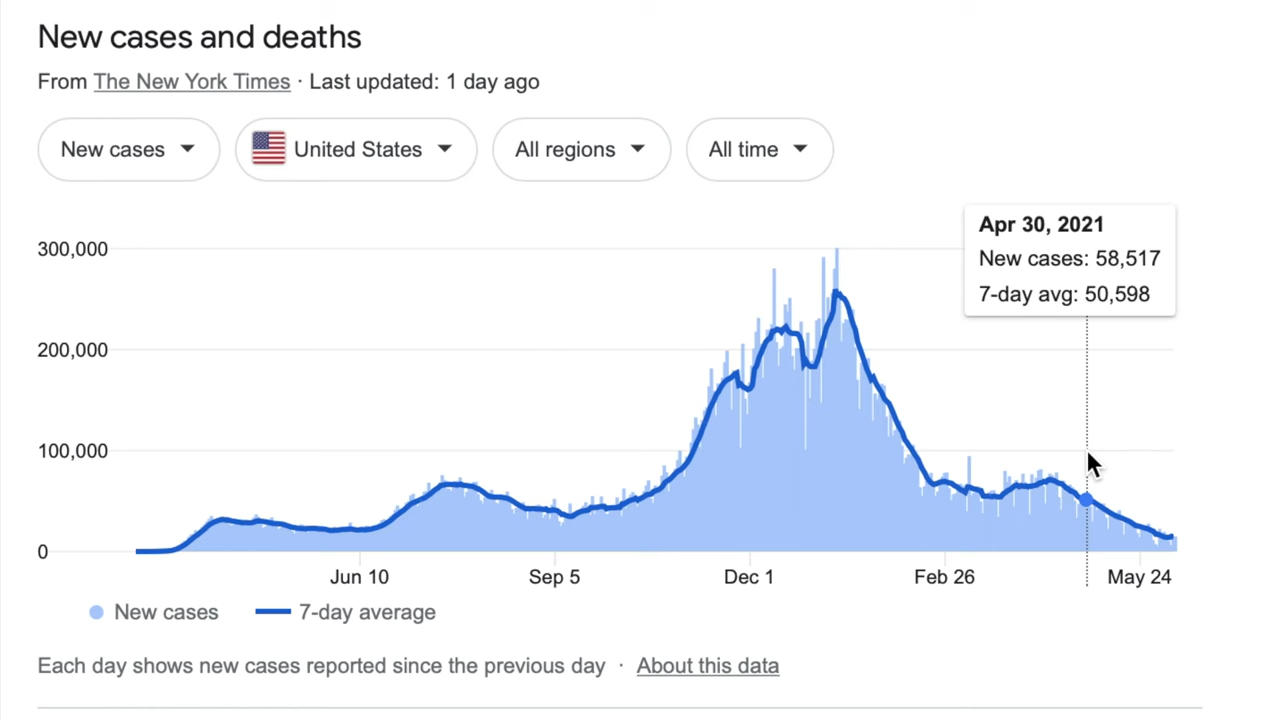 New cases and deaths
From The New York Times · Last updated: 1 day ago
New cases
United States
All regions
All time
Apr 30, 2021
New cases: 58,517
7-day avg: 50,598
300,000
200,000
100,000
0
Jun 10
Sep 5
Dec 1
Feb 26
May 24
New cases
7-day average
Each day shows new cases reported since the previous day · About this data